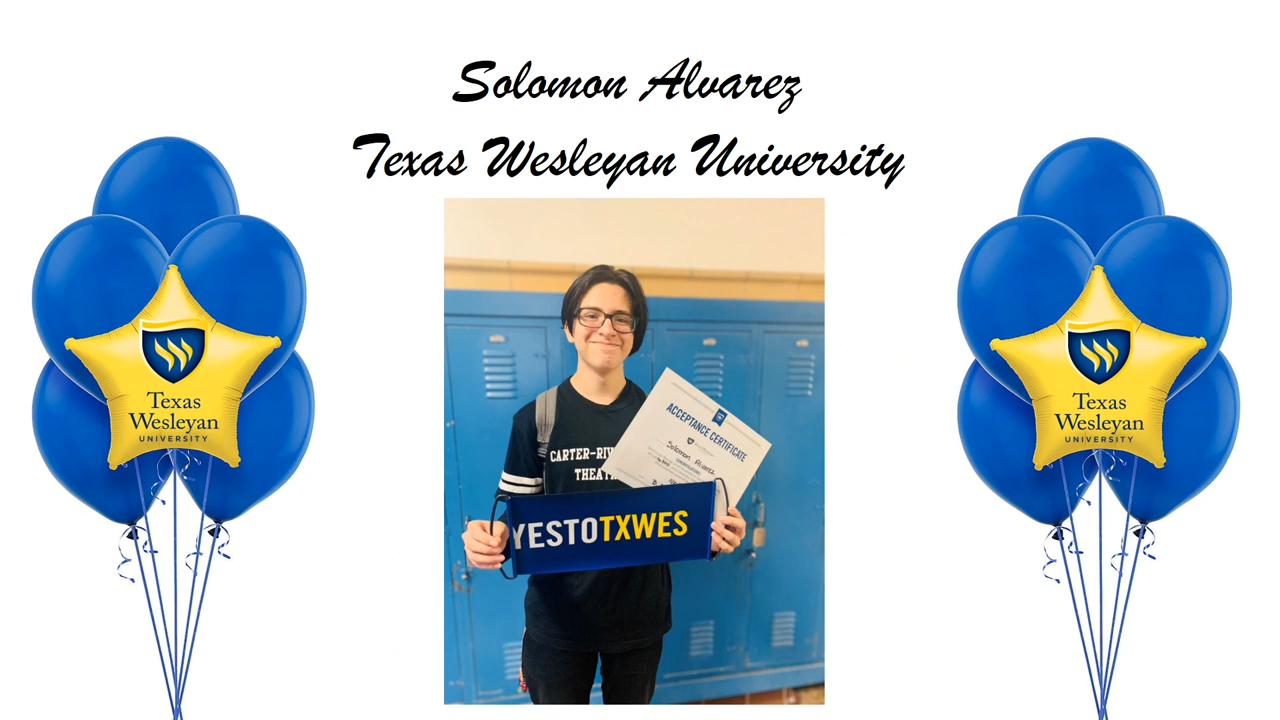 Solomon Alvarez
Texas Wesleyan University
Texas
Wesleyan
UNIVERSITY
ACCEPTANCE CERTIFICATE
Solomon Alvarez
CARTER-RIV
THEAT
YESTOTXWES
Texas
Wesleyan
UNIVERSITY